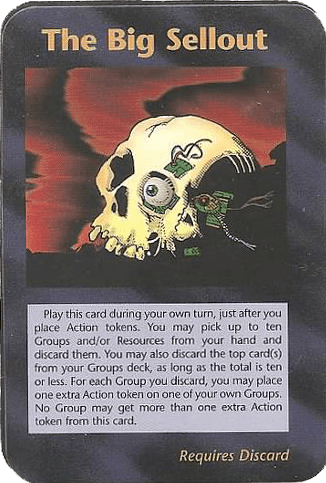 The Big Sellout
Play this card during your own turn, just after you
place Action tokens. You may pick up to ten
Groups and/or Resources from your hand and
discard them. You may also discard the top card(s)
from your Groups deck, as long as the total is ten
or less. For each Group you discard, you may place
one extra Action token on one of your own Groups.
No Group may get more than one extra Action
token from this card.
Requires Discard